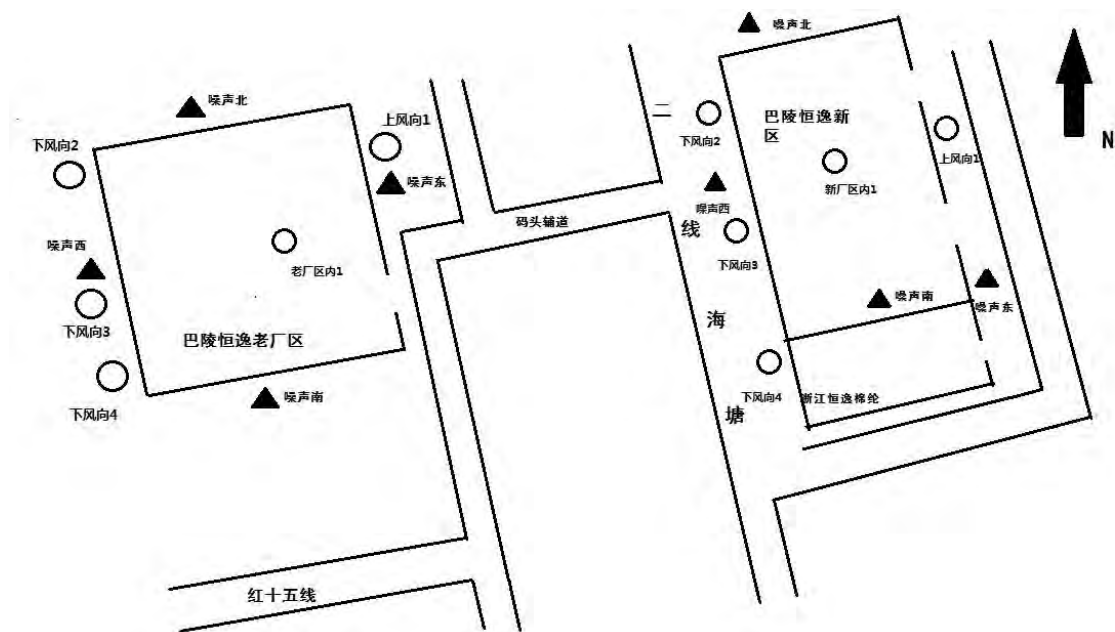 噪声北
噪声北
上风向1
下风向2
噪声东
噪声西
老厂区内1
下风向3
巴陵恒逸老厂区
噪声南
下风向4
码头辅道
红十五线
二
线
海
塘
下风向2
巴陵恒逸新
区
上风向1
新厂区内1
噪声西
下风向3
噪声南
噪声东
下风向4
浙江恒逸棉纶
N